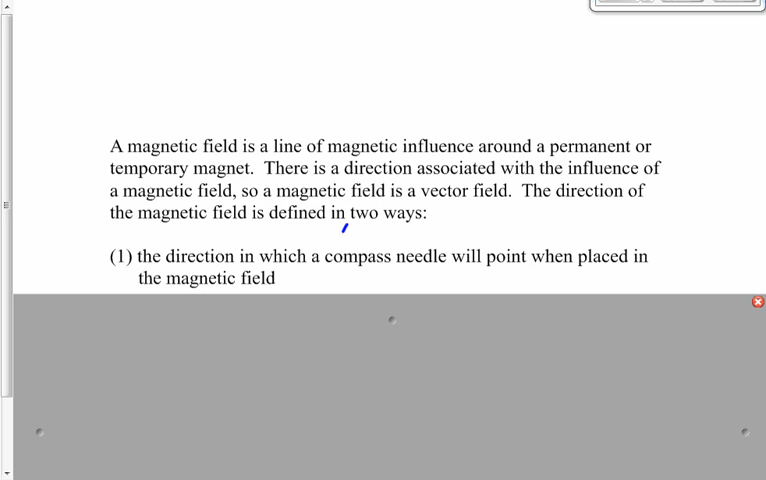 A magnetic field is a line of magnetic influence around a permanent or
temporary magnet.  There is a direction associated with the influence of
a magnetic field, so a magnetic field is a vector field.  The direction of
the magnetic field is defined in two ways:
(1) the direction in which a compass needle will point when placed in
the magnetic field